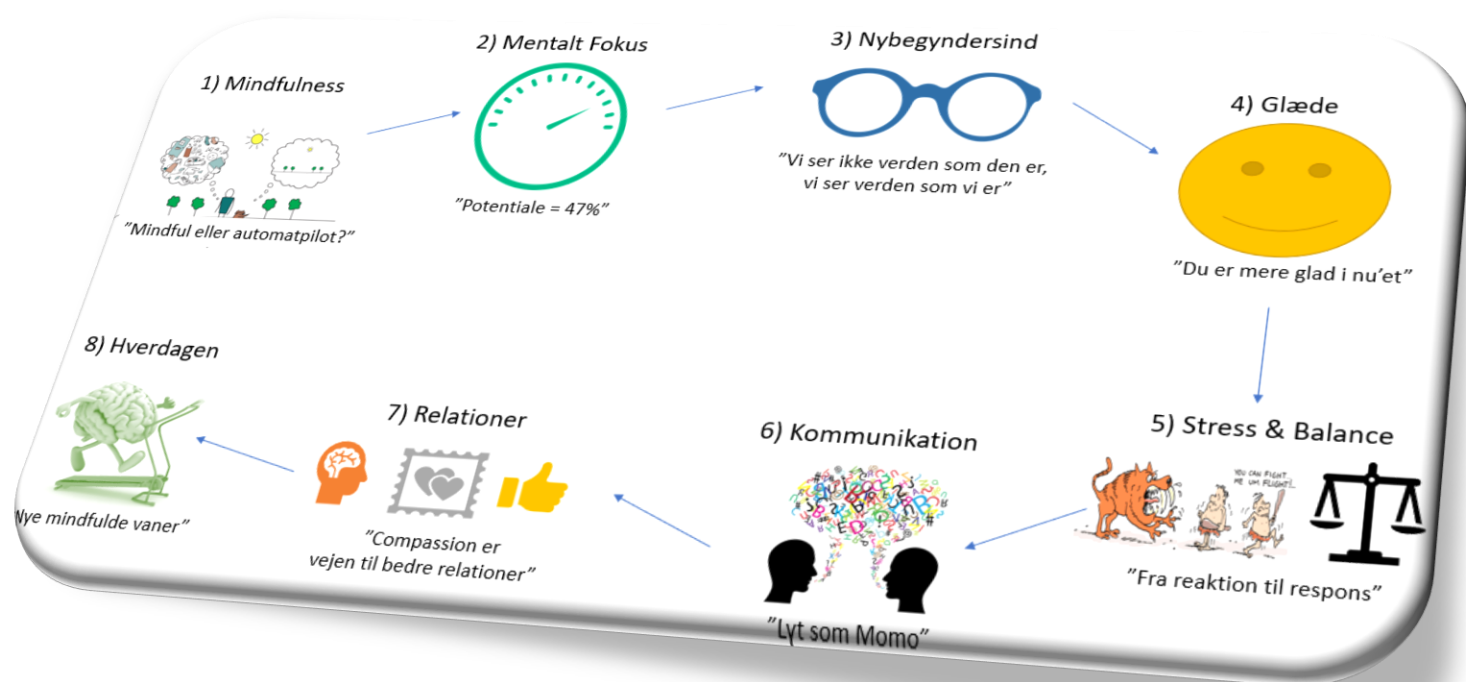 1) Mindfulness
"Mindful eller automatpilot?"
2) Mentalt Fokus
"Potentiale = 47%"
3) Nybegyndersind
"Vi ser ikke verden som den er,
vi ser verden som vi er"
4) Glæde
"Du er mere glad i nu'et"
5) Stress & Balance
YOU CAN FIGHT...
ME UM FLIGHT!..
"Fra reaktion til respons"
6) Kommunikation
"Lyt som Momo"
7) Relationer
"Compassion er
vejen til bedre relationer"
8) Hverdagen
Nye mindfulde vaner"